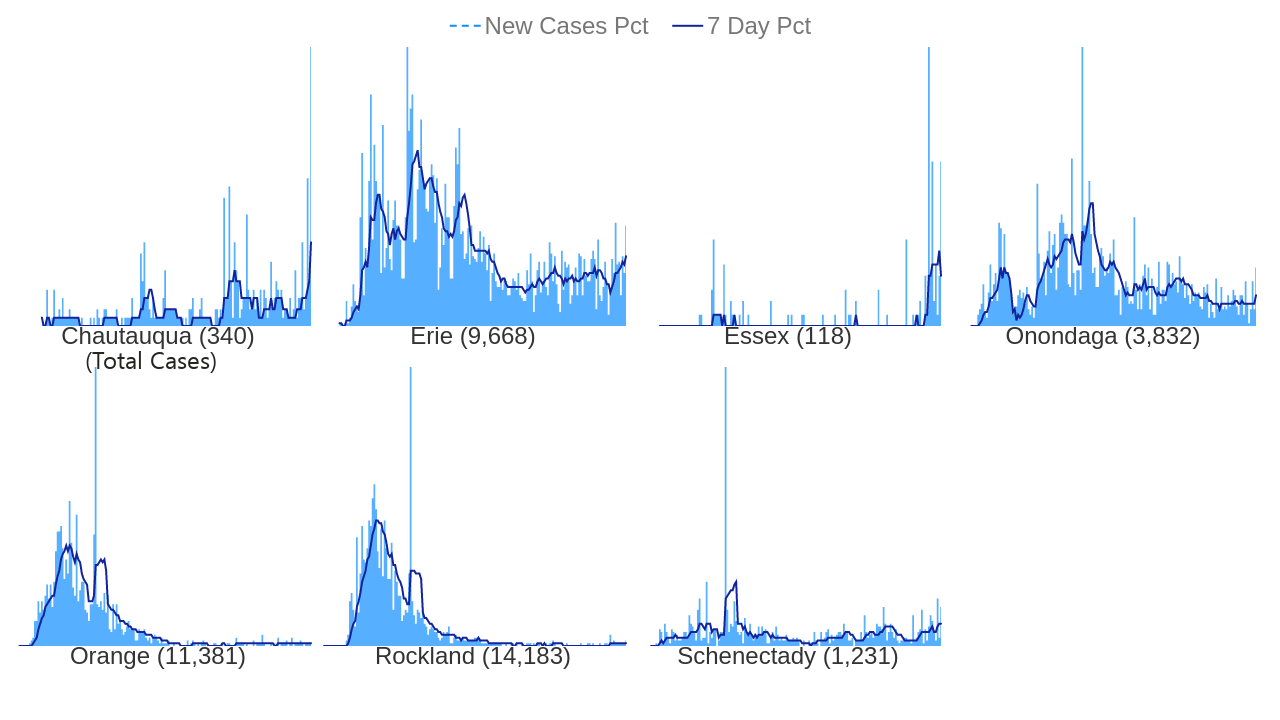 New Cases Pct 7 Day Pct
Chautauqua (340)
(Total Cases)
Erie (9,668)
Essex (118)
Onondaga (3,832)
Orange (11,381)
Rockland (14,183)
Schenectady (1,231)